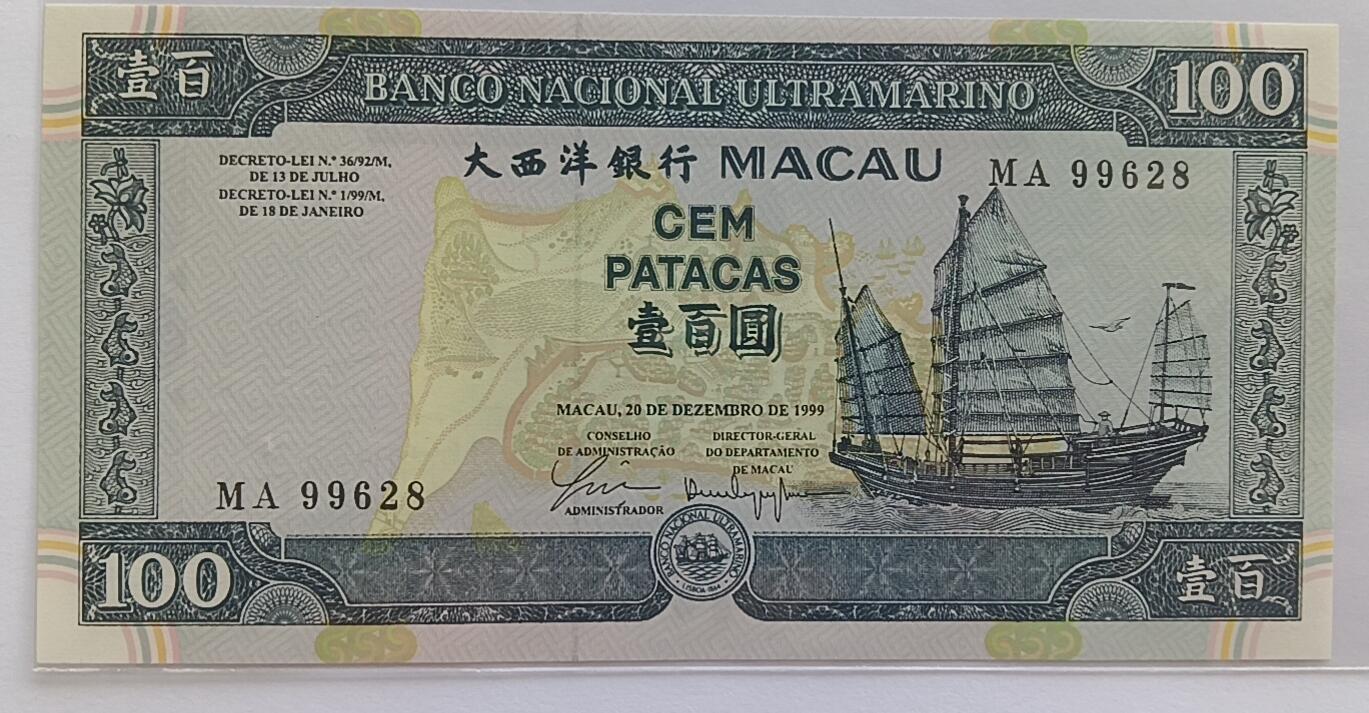 壹百
BANCO NACIONAL ULTRAMARINO
100
DECRETO-LEI N.º 36/92/M,
DE 13 DE JULHO
DECRETO-LEI N.º 1/99/M,
DE 18 DE JANEIRO
大西洋銀行 MACAU
MA 99628
CEM
PATACAS
壹百圓
MACAU, 20 DE DEZEMBRO DE 1999
CONSELHO
DE ADMINISTRAÇÃO
DIRECTOR-GERAL
DO DEPARTAMENTO
DE MACAU
ADMINISTRADOR
MA 99628
100
BANCO NACIONAL ULTRAMARINO
壹百